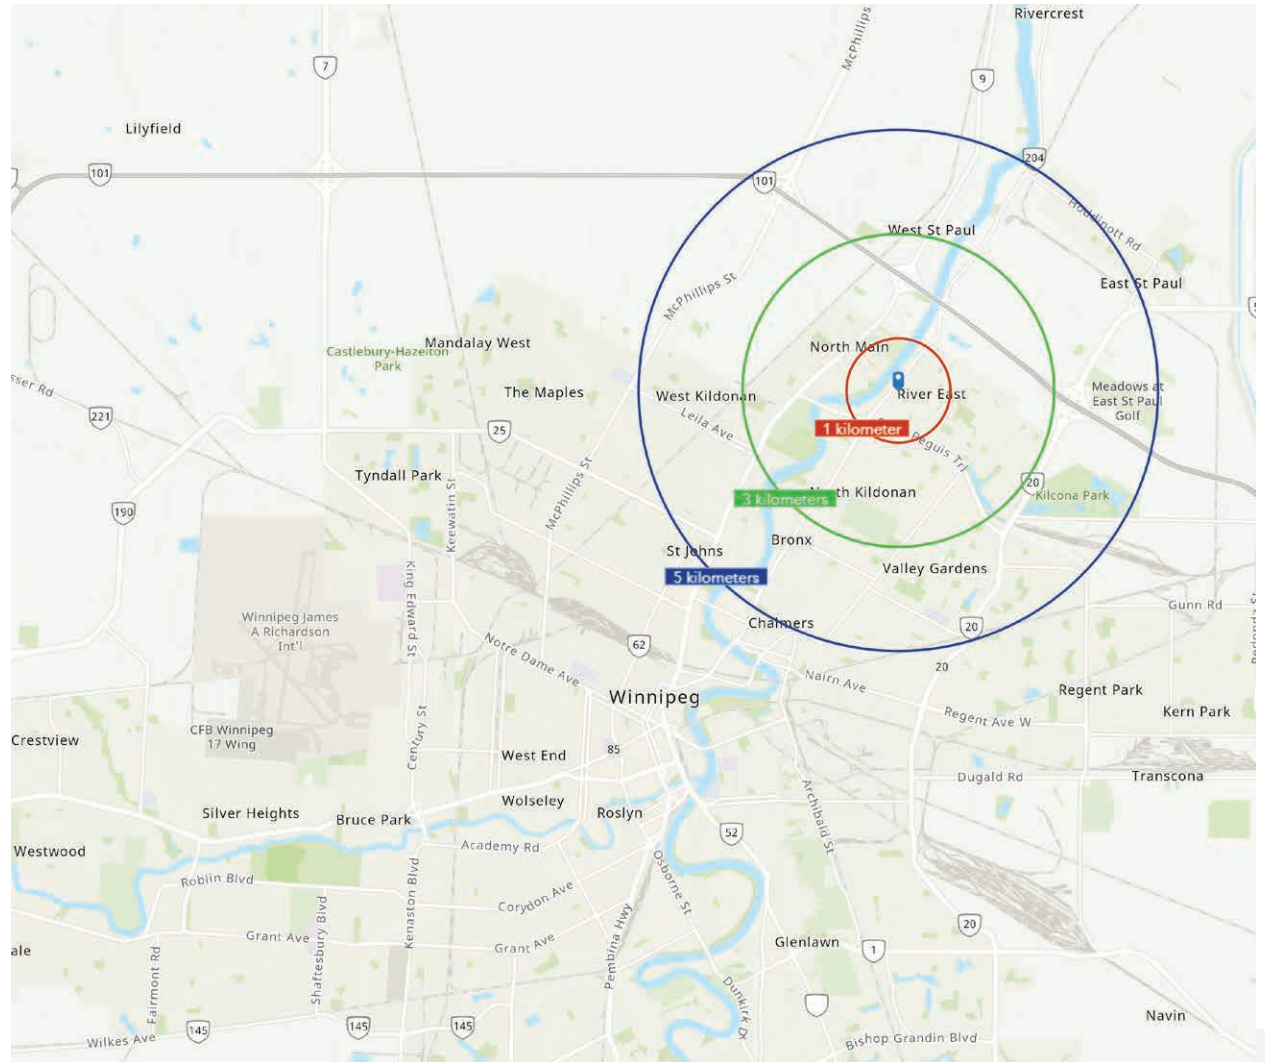 Rivercrest
McPhillips
7
9
Lilyfield
204
101
101
Hoddinott Rd
West St Paul
McPhillips St
East St Paul
North Main
Mandalay West
Castlebury-Hazelton
Park
The Maples
West Kildonan
River East
Meadows at
East St Paul
Golf
sser Rd
221
Leila Ave
25
1 kilometer
Deguis Trl
Tyndall Park
Keewatin St
McPhillips St
20
Kilcona Park
3 kilometers
th Kildonan
190
St Johns
Bronx
Valley Gardens
5 kilometers
King Edward St
Gunn Rd
Winnipeg James
A Richardson
Int'l
Chalmers
20
62
Notre Dame Ave
20
Nairn Ave
Winnipeg
Regent Park
Kern Park
Regent Ave W
CFB Winnipeg
17 Wing
Crestview
Century St
West End
85
Dugald Rd
Transcona
Silver Heights
Bruce Park
Wolseley
Roslyn
Archibald St
52
Westwood
Academy Rd
Roblin Blvd
Osborne St
Corydon Ave
Kenaston Blvd
Shaftesbury Blvd
Grant Ave
Grant Ave
Pembina Hwy
Glenlawn
1
20
ale
Fairmont Rd
Dunkirk Dr
Navin
145
145
145
Wilkes Ave
Bishop Grandin Blvd